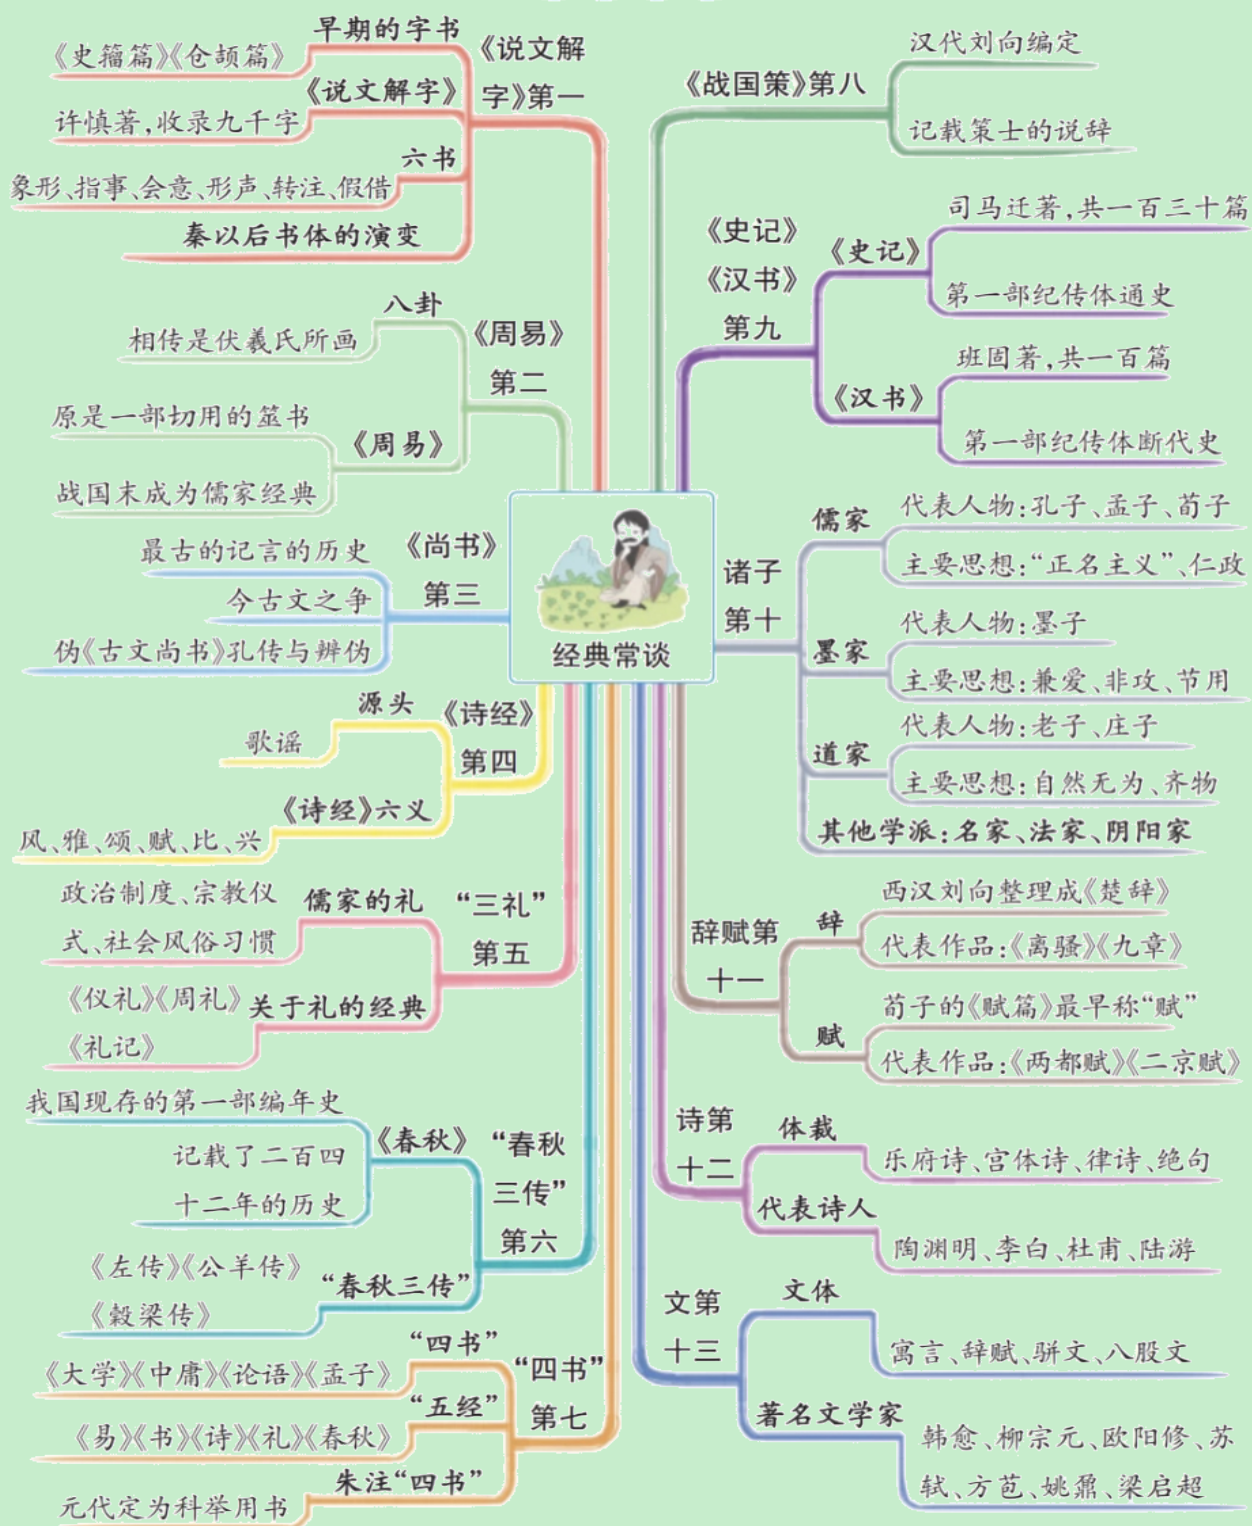 早期的字书
《史籀篇》《仓颉篇》
《说文解
字》第一
《说文解字》
许慎著,收录九千字
六书
象形、指事、会意、形声、转注、假借
秦以后书体的演变
八卦
相传是伏羲氏所画
《周易》
第二
原是一部切用的筮书
《周易》
战国末成为儒家经典
最古的记言的历史
《尚书》
第三
今古文之争
伪《古文尚书》孔传与辨伪
源头
歌谣
《诗经》
第四
《诗经》六义
风、雅、颂、赋、比、兴
政治制度、宗教仪
式、社会风俗习惯
儒家的礼
“三礼”
第五
《仪礼》《周礼》
《礼记》
关于礼的经典
我国现存的第一部编年史
记载了二百四
十二年的历史
《春秋》
“春秋
三传”
第六
《左传》《公羊传》
《榖梁传》
“春秋三传”
“四书”
《大学》《中庸》《论语》《孟子》
“四书”
第七
“五经”
《易》《书》《诗》《礼》《春秋》
朱注“四书”
元代定为科举用书
经典常谈
《战国策》第八
汉代刘向编定
记载策士的说辞
《史记》
《汉书》
第九
《史记》
司马迁著,共一百三十篇
第一部纪传体通史
《汉书》
班固著,共一百篇
第一部纪传体断代史
诸子
第十
儒家
代表人物:孔子、孟子、荀子
主要思想:“正名主义”、仁政
墨家
代表人物:墨子
主要思想:兼爱、非攻、节用
道家
代表人物:老子、庄子
主要思想:自然无为、齐物
其他学派:名家、法家、阴阳家
辞赋第
十一
辞
西汉刘向整理成《楚辞》
代表作品:《离骚》《九章》
赋
荀子的《赋篇》最早称“赋”
代表作品:《两都赋》《二京赋》
诗第
十二
体裁
乐府诗、宫体诗、律诗、绝句
代表诗人
陶渊明、李白、杜甫、陆游
文第
十三
文体
寓言、辞赋、骈文、八股文
著名文学家
韩愈、柳宗元、欧阳修、苏
轼、方苞、姚鼐、梁启超